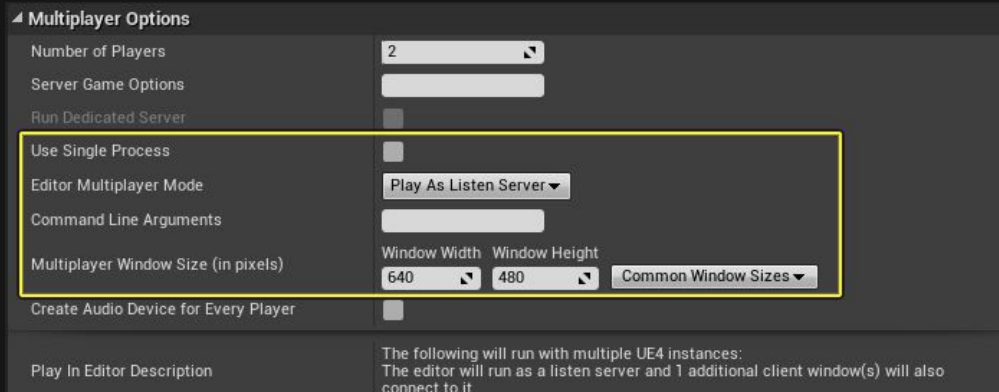 Multiplayer Options
Number of Players 2
Server Game Options
Run Dedicated Server
Use Single Process
Editor Multiplayer Mode Play As Listen Server
Command Line Arguments
Window Width Window Height
Multiplayer Window Size (in pixels) 640 480 Common Window Sizes
Create Audio Device for Every Player
The following will run with multiple UE4 instances:
Play In Editor Description The editor will run as a listen server and 1 additional client window(s) will also
connect to it